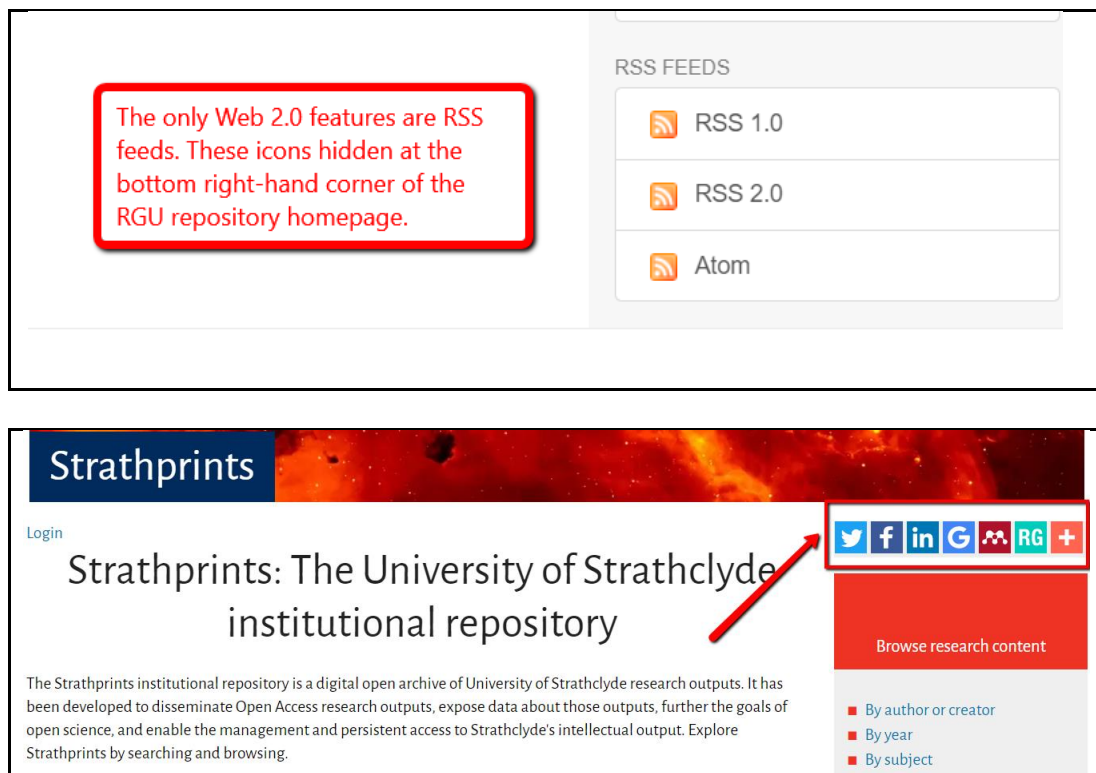 RSS FEEDS
The only Web 2.0 features are RSS
feeds. These icons hidden at the
bottom right-hand corner of the
RGU repository homepage.
RSS 1.0
RSS 2.0
Atom
Strathprints
Login
Strathprints: The University of Strathclyde
institutional repository
The Strathprints institutional repository is a digital open archive of University of Strathclyde research outputs. It has
been developed to disseminate Open Access research outputs, expose data about those outputs, further the goals of
open science, and enable the management and persistent access to Strathclyde's intellectual output. Explore
Strathprints by searching and browsing.
f in G RG +
Browse research content
By author or creator
By year
By subject